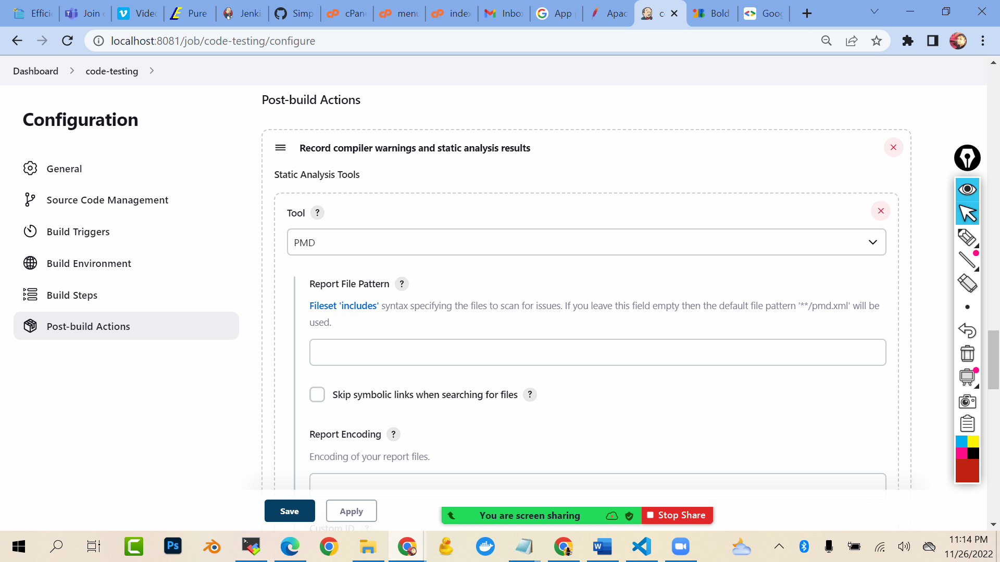 Effici
Join c
Video
Pure
Jenki
Simp
cPan
menu
index
Inbox
App
Apac
Bold
Goog
localhost:8081/job/code-testing/configure
Dashboard
code-testing
Configuration
General
Source Code Management
Build Triggers
Build Environment
Build Steps
Post-build Actions
Post-build Actions
Record compiler warnings and static analysis results
Static Analysis Tools
Tool ?
PMD
Report File Pattern ?
Fileset 'includes' syntax specifying the files to scan for issues. If you leave this field empty then the default file pattern '**/pmd.xml' will be
used.
Skip symbolic links when searching for files ?
Report Encoding ?
Encoding of your report files.
Save
Apply
You are screen sharing
Stop Share
Custom ID ?
11:14 PM
11/26/2022